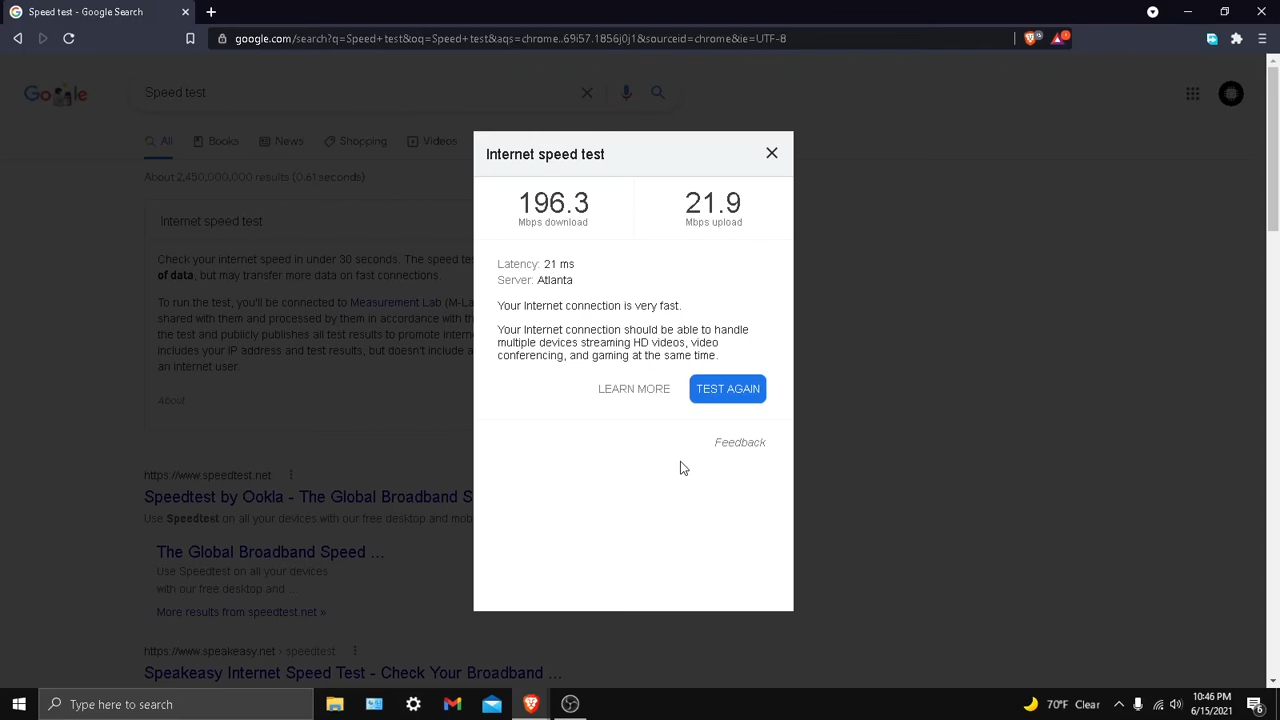 Speed test - Google Search
google.com/search?q=Speed+test&oq=Speed+test&aqs=chrome..69i57.1856j0j1&sourceid=chrome&ie=UTF-8
Google
Speed test
All
Books
News
Shopping
Videos
About 2,450,000,000 results (0.61 seconds)
Internet speed test
Check your internet speed in under 30 seconds. The speed tes
of data, but may transfer more data on fast connections.
To run the test, you'll be connected to Measurement Lab (M-La
shared with them and processed by them in accordance with th
the test and publicly publishes all test results to promote intern
includes your IP address and test results, but doesn't include a
an internet user.
About
Internet speed test
196.3
Mbps download
21.9
Mbps upload
Latency: 21 ms
Server: Atlanta
Your Internet connection is very fast.
Your Internet connection should be able to handle
multiple devices streaming HD videos, video
conferencing, and gaming at the same time.
LEARN MORE
TEST AGAIN
Feedback
https://www.speedtest.net
Speedtest by Ookla - The Global Broadband S
Use Speedtest on all your devices with our free desktop and mob
The Global Broadband Speed ...
Use Speedtest on all your devices
with our free desktop and ...
More results from speedtest.net »
https://www.speakeasy.net › speedtest
Speakeasy Internet Speed Test - Check Your Broadband ...
Type here to search
70°F Clear
10:46 PM
6/15/2021
6